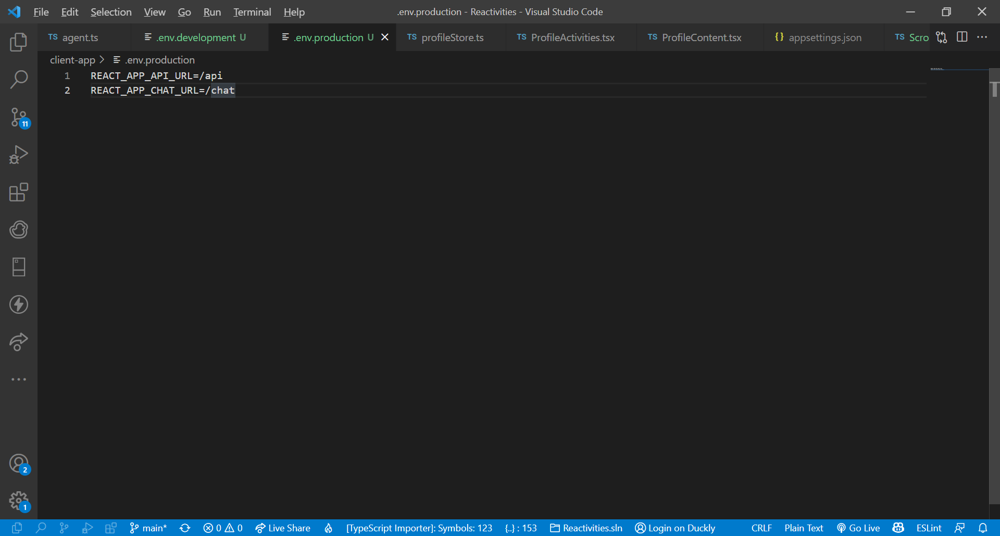 File Edit Selection View Go Run Terminal Help .env.production - Reactivities - Visual Studio Code
TS agent.ts .env.development U .env.production U TS profileStore.ts TS ProfileActivities.tsx TS ProfileContent.tsx {} appsettings.json TS Scro
client-app > .env.production
1 REACT_APP_API_URL=/api
2 REACT_APP_CHAT_URL=/chat
11
2
1
main* 0 0 Live Share [TypeScript Importer]: Symbols: 123 {..} : 153 Reactivities.sln Login on Duckly CRLF Plain Text Go Live ESLint